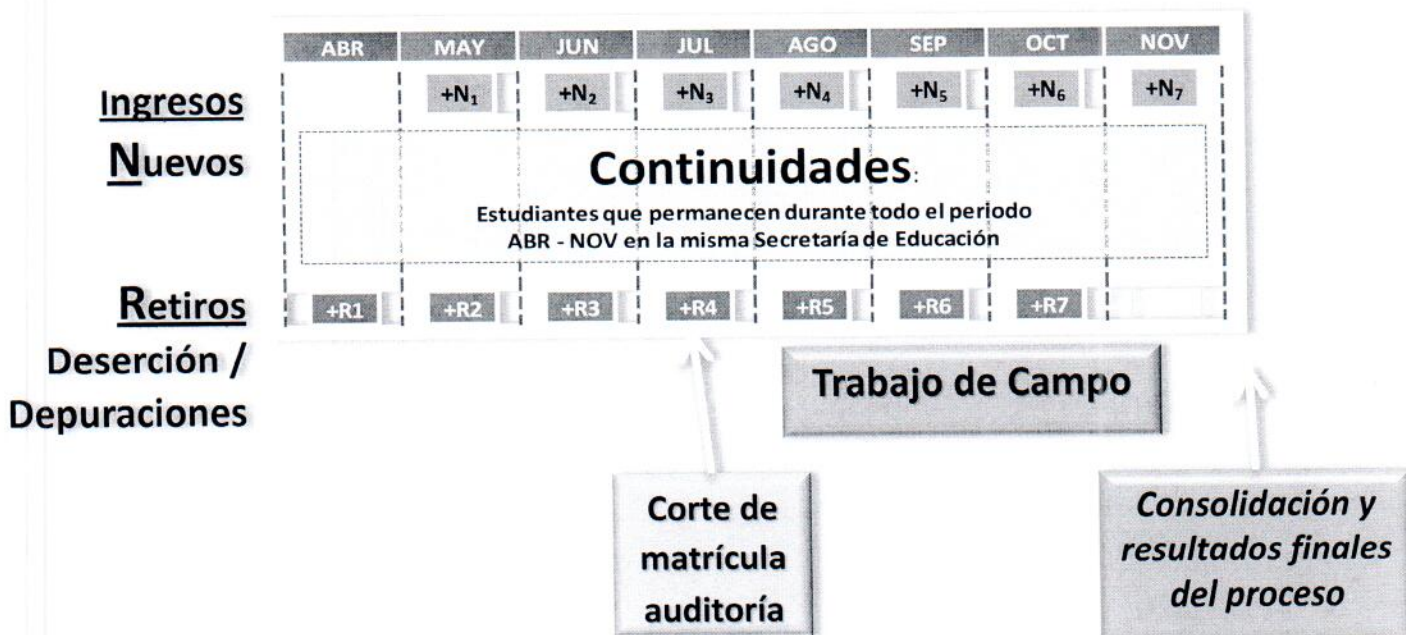 ABR MAY JUN JUL AGO SEP OCT NOV
+N₁ +N₂ +N₃ +N₄ +N₅ +N₆ +N₇
Ingresos
Nuevos
Continuidades:
Estudiantes que permanecen durante todo el periodo
ABR - NOV en la misma Secretaría de Educación
Retiros
Deserción /
Depuraciones
+R1 +R2 +R3 +R4 +R5 +R6 +R7
Trabajo de Campo
Corte de
matrícula
auditoría
Consolidación y
resultados finales
del proceso